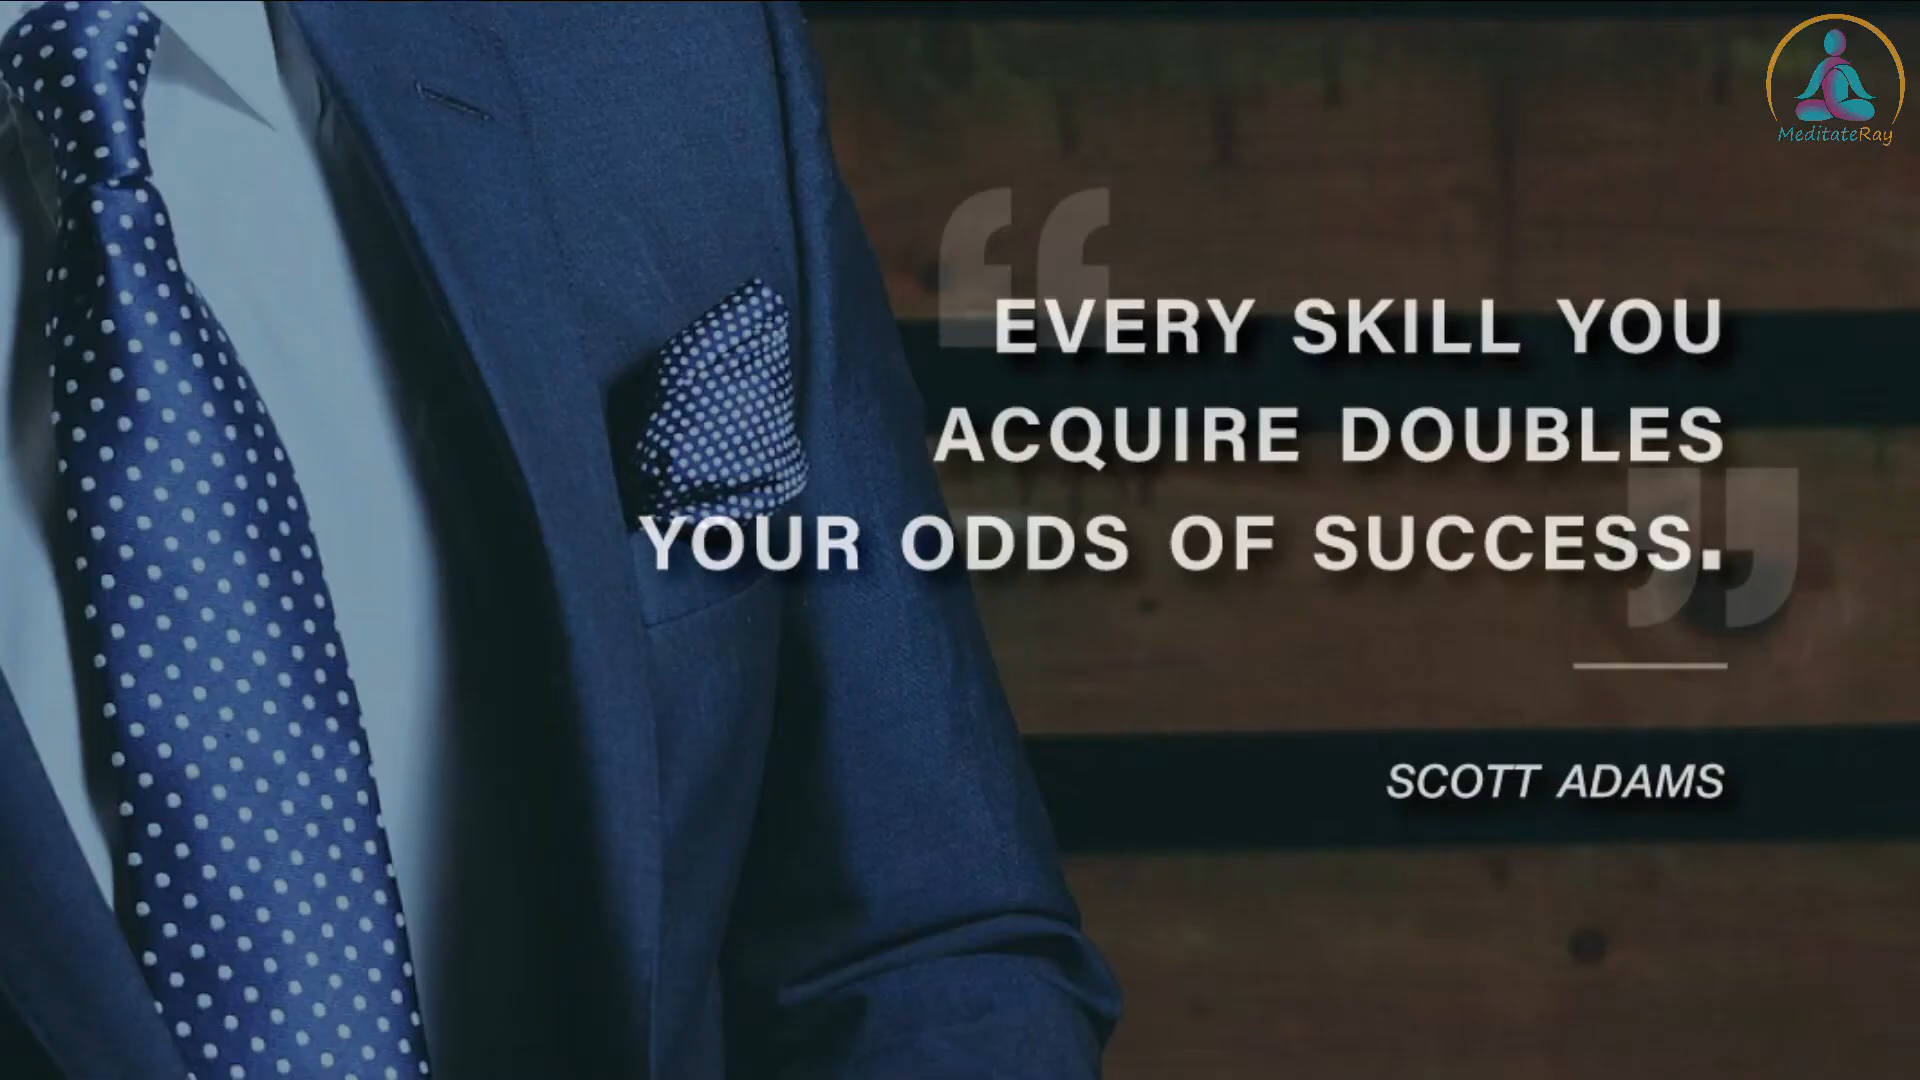 MeditateRay
“
EVERY SKILL YOU
ACQUIRE DOUBLES
YOUR ODDS OF SUCCESS.
”
SCOTT ADAMS